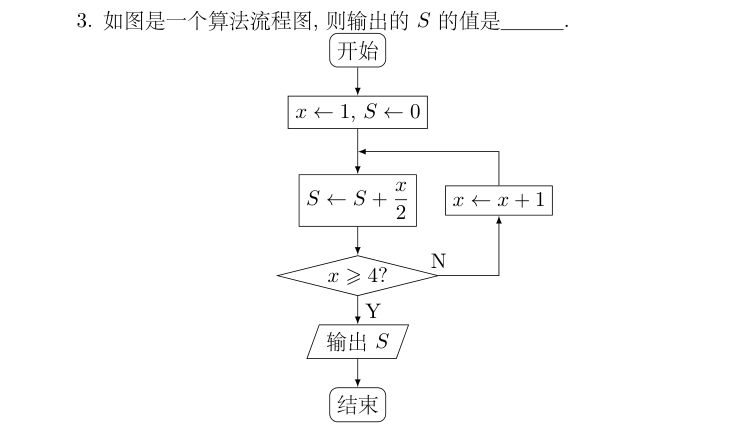 3. 如图是一个算法流程图, 则输出的 S 的值是______.
开始
x ← 1, S ← 0
S ← S + x/2
x ← x + 1
x ⩾ 4?
N
Y
输出 S
结束